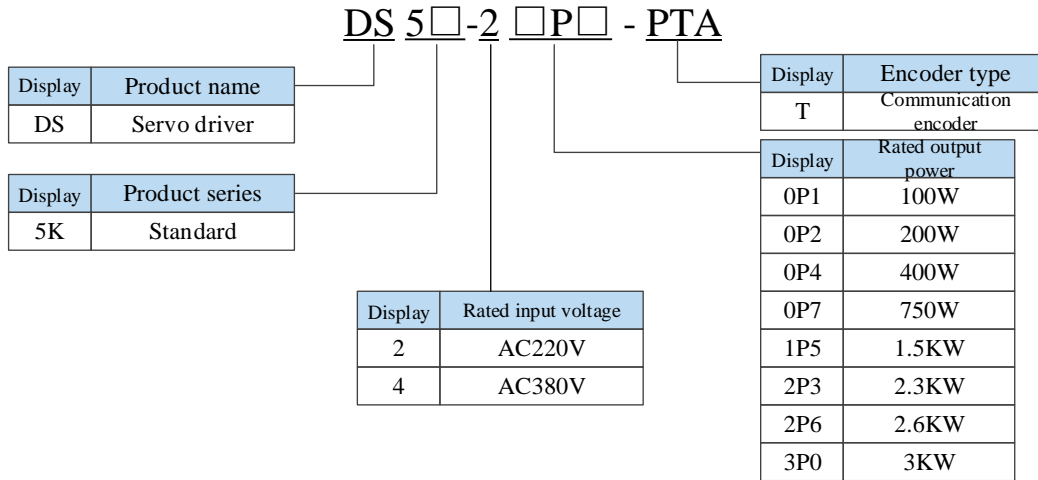 DS 5□-2 □P□ - PTA
Display Product name
DS Servo driver
Display Product series
5K Standard
Display Rated input voltage
2 AC220V
4 AC380V
Display Encoder type
T Communication
encoder
Display Rated output
power
0P1 100W
0P2 200W
0P4 400W
0P7 750W
1P5 1.5KW
2P3 2.3KW
2P6 2.6KW
3P0 3KW